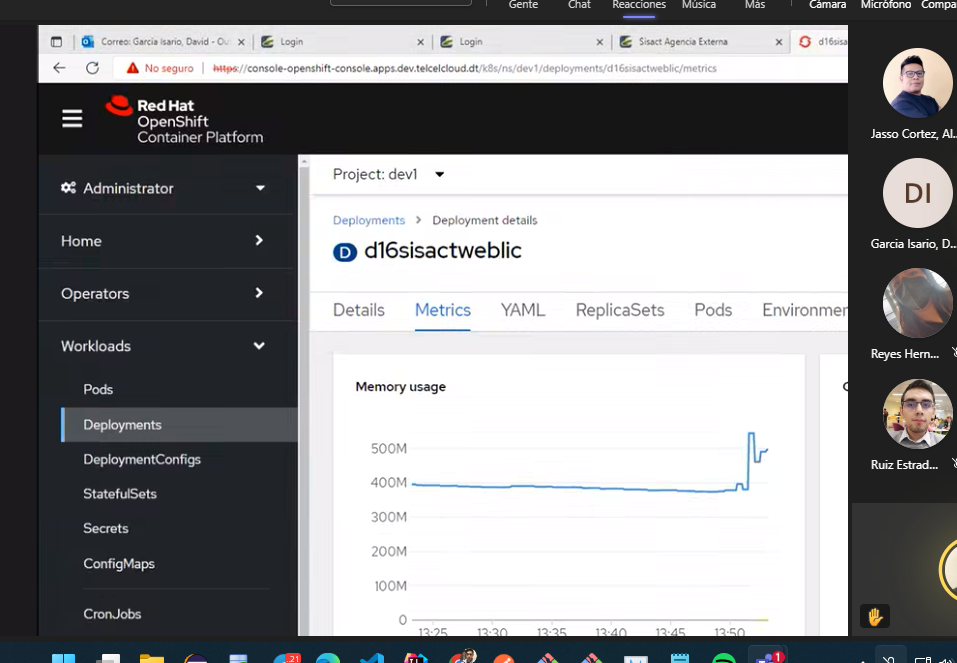 Gente Chat Reacciones Música Más Cámara Micrófono Compa
Correo: García Isario, David - Ou Login Login Sisact Agencia Externa d16sisa
No seguro https://console-openshift-console.apps.dev.telcelcloud.dt/k8s/ns/dev1/deployments/d16sisactweblic/metrics
Red Hat
OpenShift
Container Platform
Administrator
Home
Operators
Workloads
Pods
Deployments
DeploymentConfigs
StatefulSets
Secrets
ConfigMaps
CronJobs
Project: dev1
Deployments > Deployment details
D d16sisactweblic
Details Metrics YAML ReplicaSets Pods Environmen
Memory usage
500M
400M
300M
200M
100M
0
13:25 13:30 13:35 13:40 13:45 13:50
Jasso Cortez, Al...
DI
Garcia Isario, D...
Reyes Hern...
Ruiz Estrad...
21
1